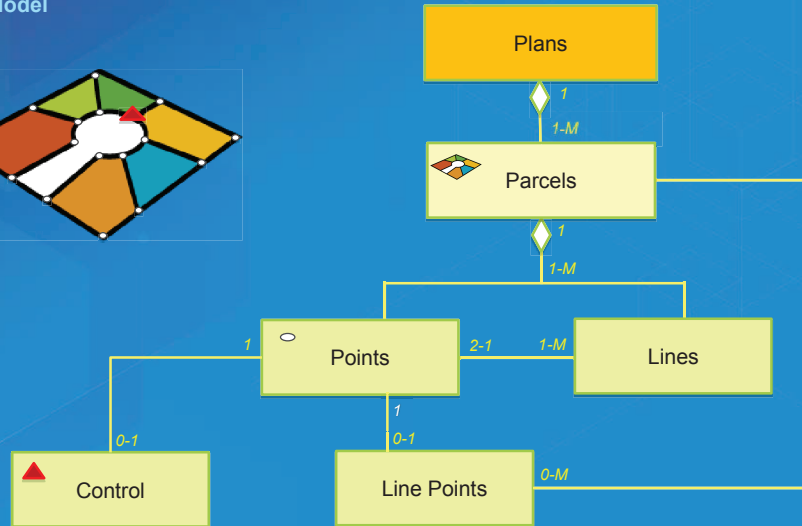 Model
Plans
1
1-M
Parcels
1
1-M
Points
1
2-1
1-M
Lines
1
0-1
0-1
Control
Line Points
0-M